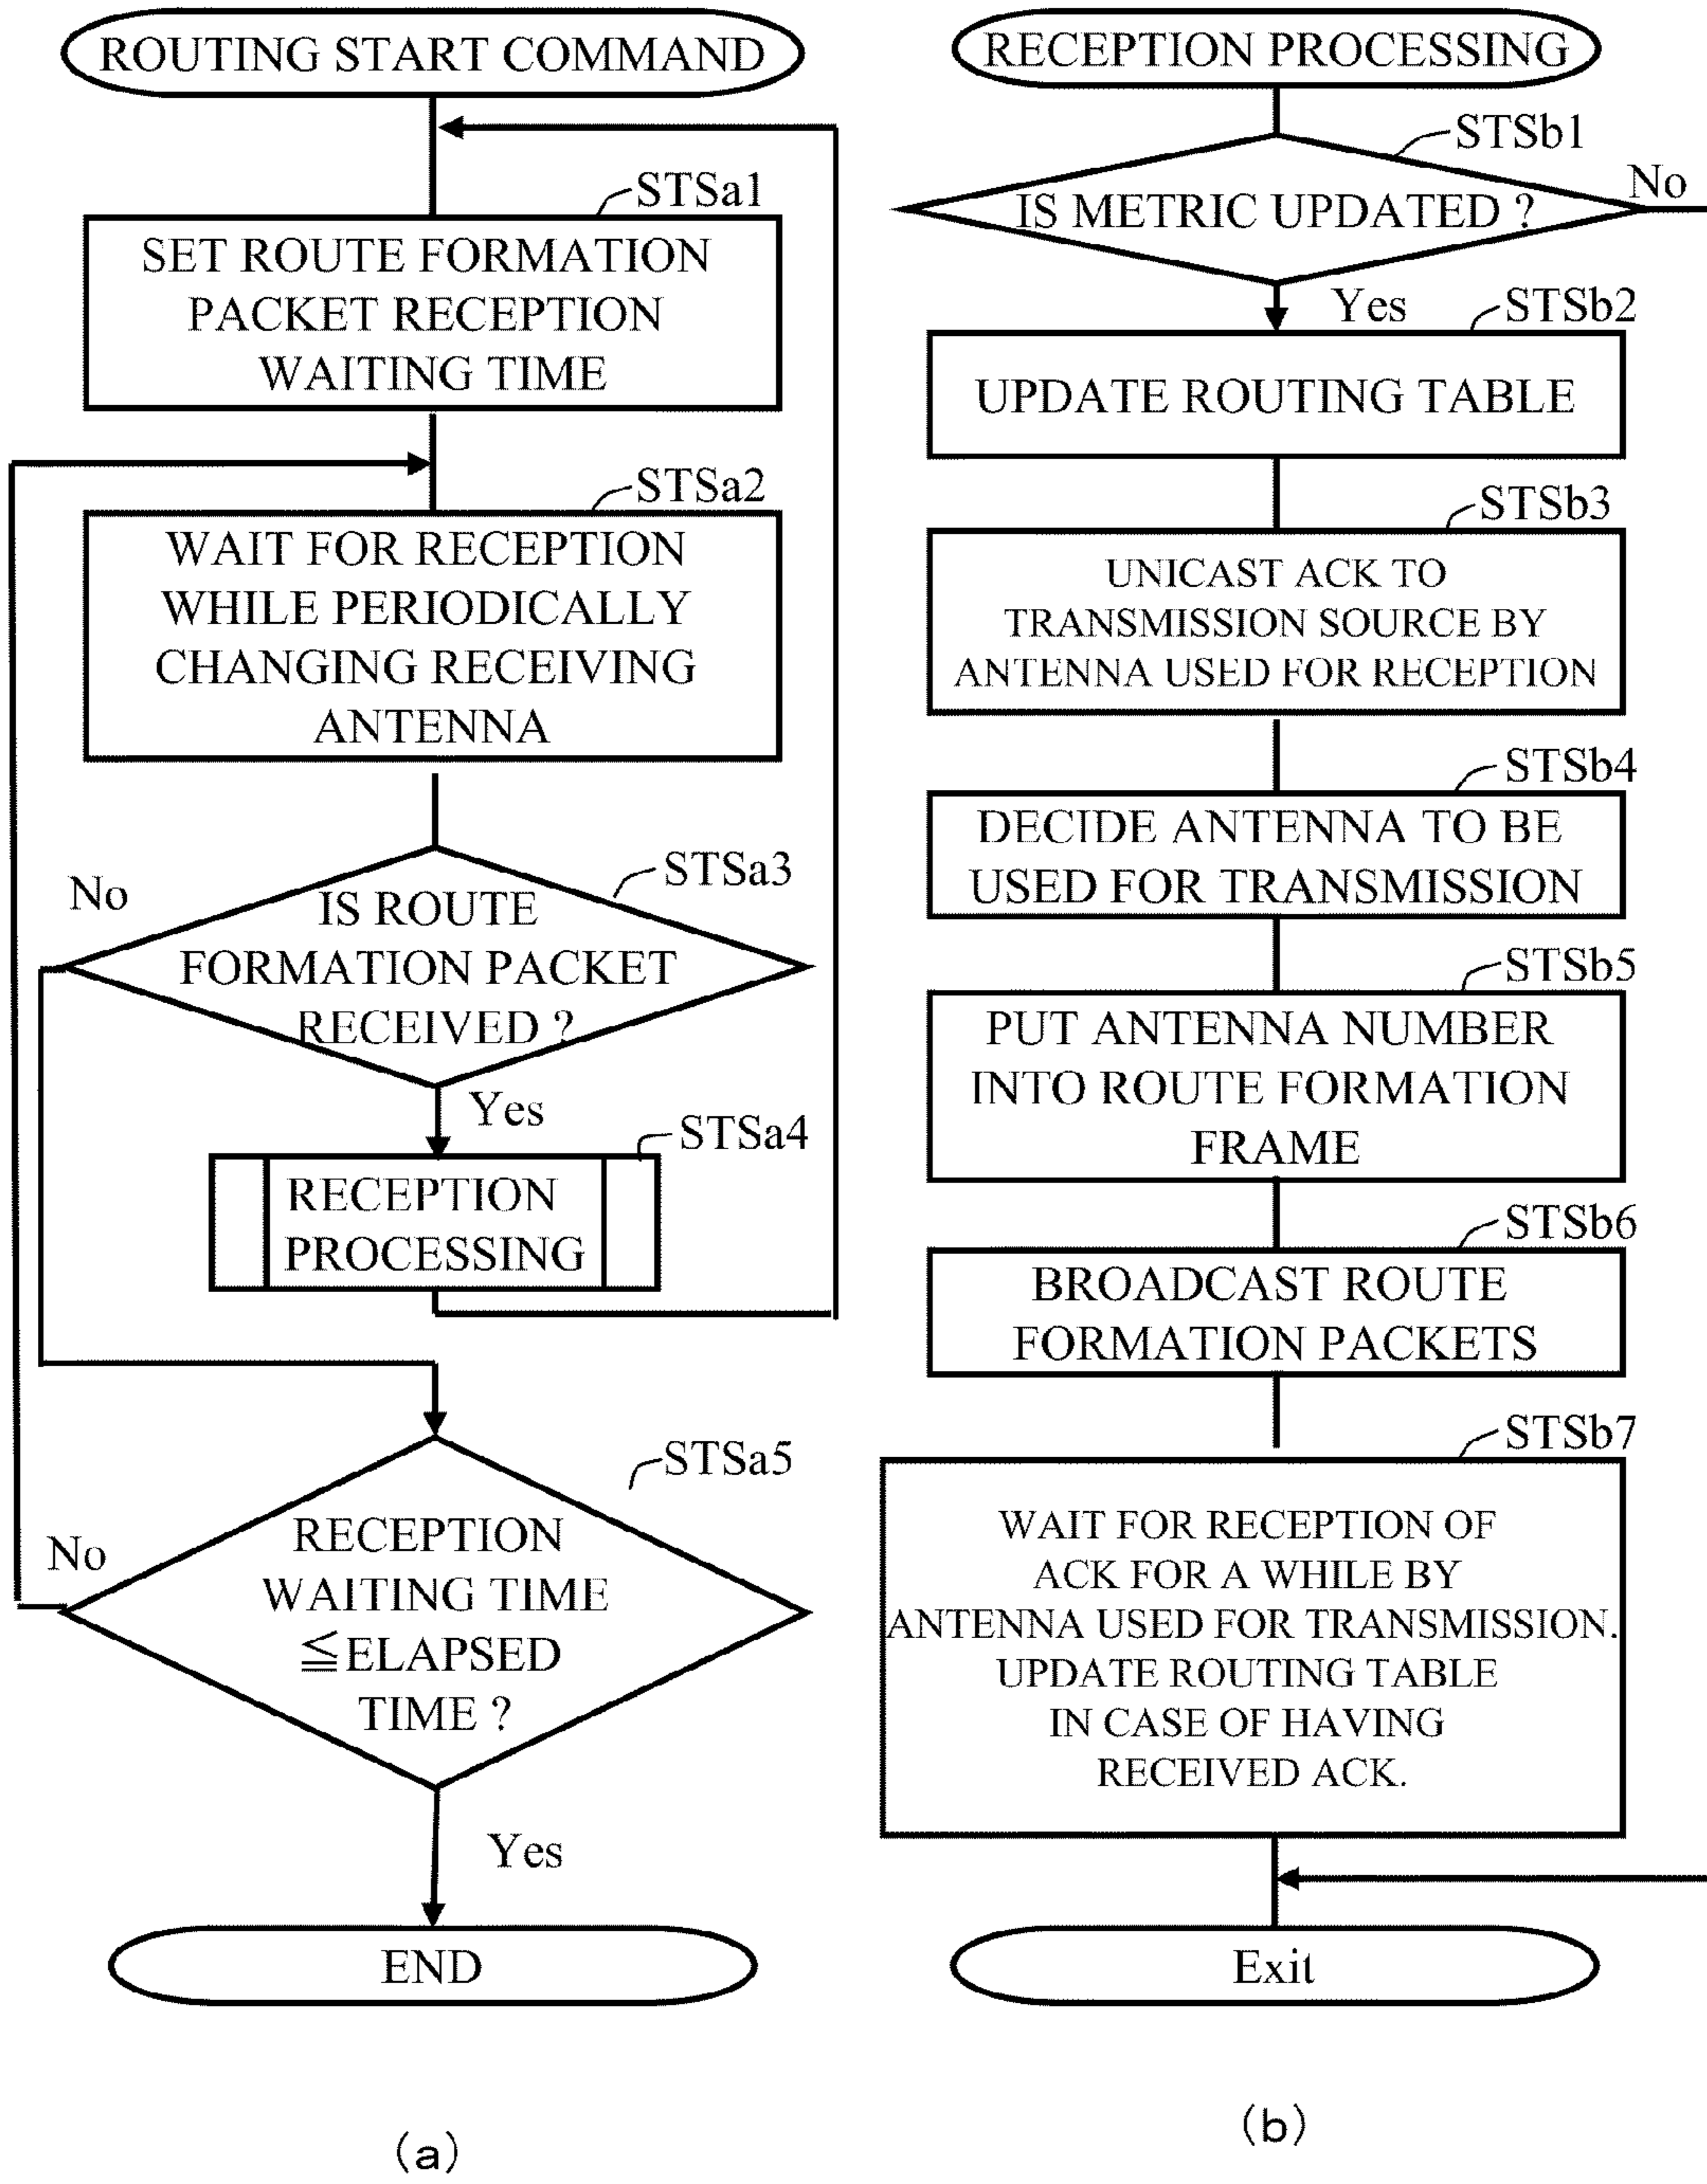 ROUTING START COMMAND
STSa1
SET ROUTE FORMATION
PACKET RECEPTION
WAITING TIME
STSa2
WAIT FOR RECEPTION
WHILE PERIODICALLY
CHANGING RECEIVING
ANTENNA
STSa3
No
IS ROUTE
FORMATION PACKET
RECEIVED ?
Yes
STSa4
RECEPTION
PROCESSING
STSa5
No
RECEPTION
WAITING TIME
≦ELAPSED
TIME ?
Yes
END
(a)
RECEPTION PROCESSING
STSb1
No
IS METRIC UPDATED ?
Yes
STSb2
UPDATE ROUTING TABLE
STSb3
UNICAST ACK TO
TRANSMISSION SOURCE BY
ANTENNA USED FOR RECEPTION
STSb4
DECIDE ANTENNA TO BE
USED FOR TRANSMISSION
STSb5
PUT ANTENNA NUMBER
INTO ROUTE FORMATION
FRAME
STSb6
BROADCAST ROUTE
FORMATION PACKETS
STSb7
WAIT FOR RECEPTION OF
ACK FOR A WHILE BY
ANTENNA USED FOR TRANSMISSION.
UPDATE ROUTING TABLE
IN CASE OF HAVING
RECEIVED ACK.
Exit
(b)